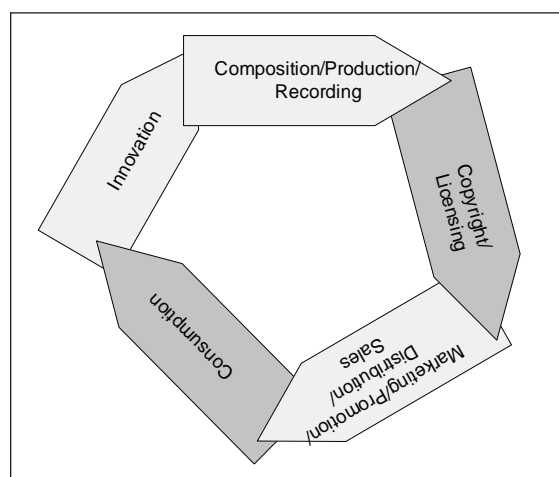 Composition/Production/
Recording
Copyright/
Licensing
Marketing/Promotion/
Distribution/
Sales
Consumption
Innovation